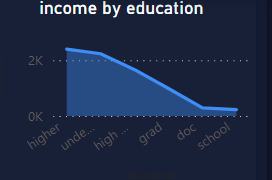 income by education
2K
0K
higher
unde...
high ...
grad
doc
school